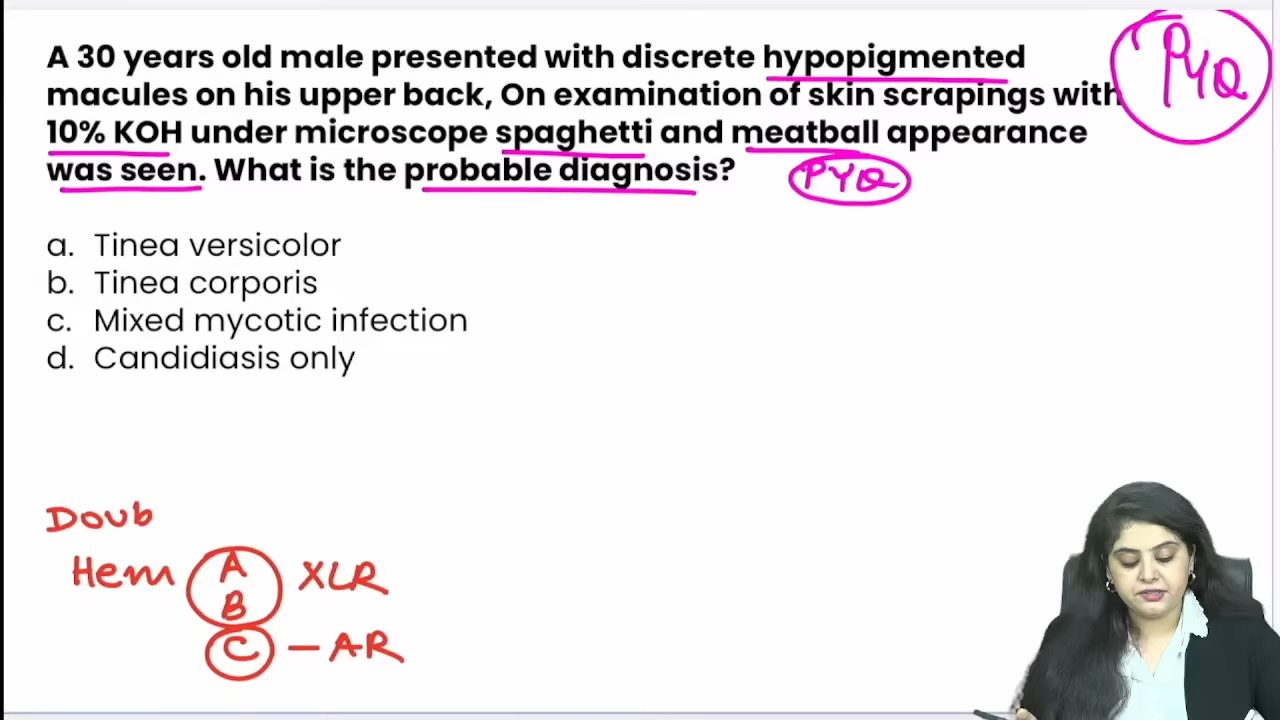 A 30 years old male presented with discrete hypopigmented
macules on his upper back, On examination of skin scrapings with
10% KOH under microscope spaghetti and meatball appearance
was seen. What is the probable diagnosis?
PYQ
PYQ
a. Tinea versicolor
b. Tinea corporis
c. Mixed mycotic infection
d. Candidiasis only
Doub
Hem A XLR
B
C - AR